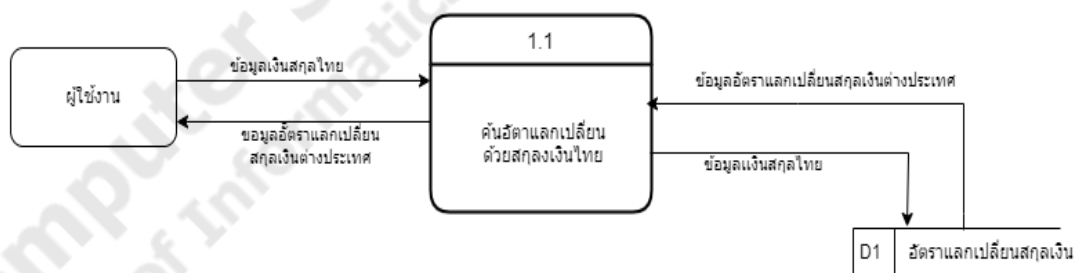 1.1
ข้อมูลเงินสกุลไทย
ข้อมูลอัตราแลกเปลี่ยนสกุลเงินต่างประเทศ
ผู้ใช้งาน
ขอมูลอ้ัตราแลกเปลี่ยน
สกุลเงินต่างประเทศ
ค้นอัตาแลกเปลี่ยน
ด้วยสกุลงเงินไทย
ข้อมูลแเงินสกุลไทย
D1 อัตราแลกเปลี่ยนสกุลเงิน
mputer S
of Informatic